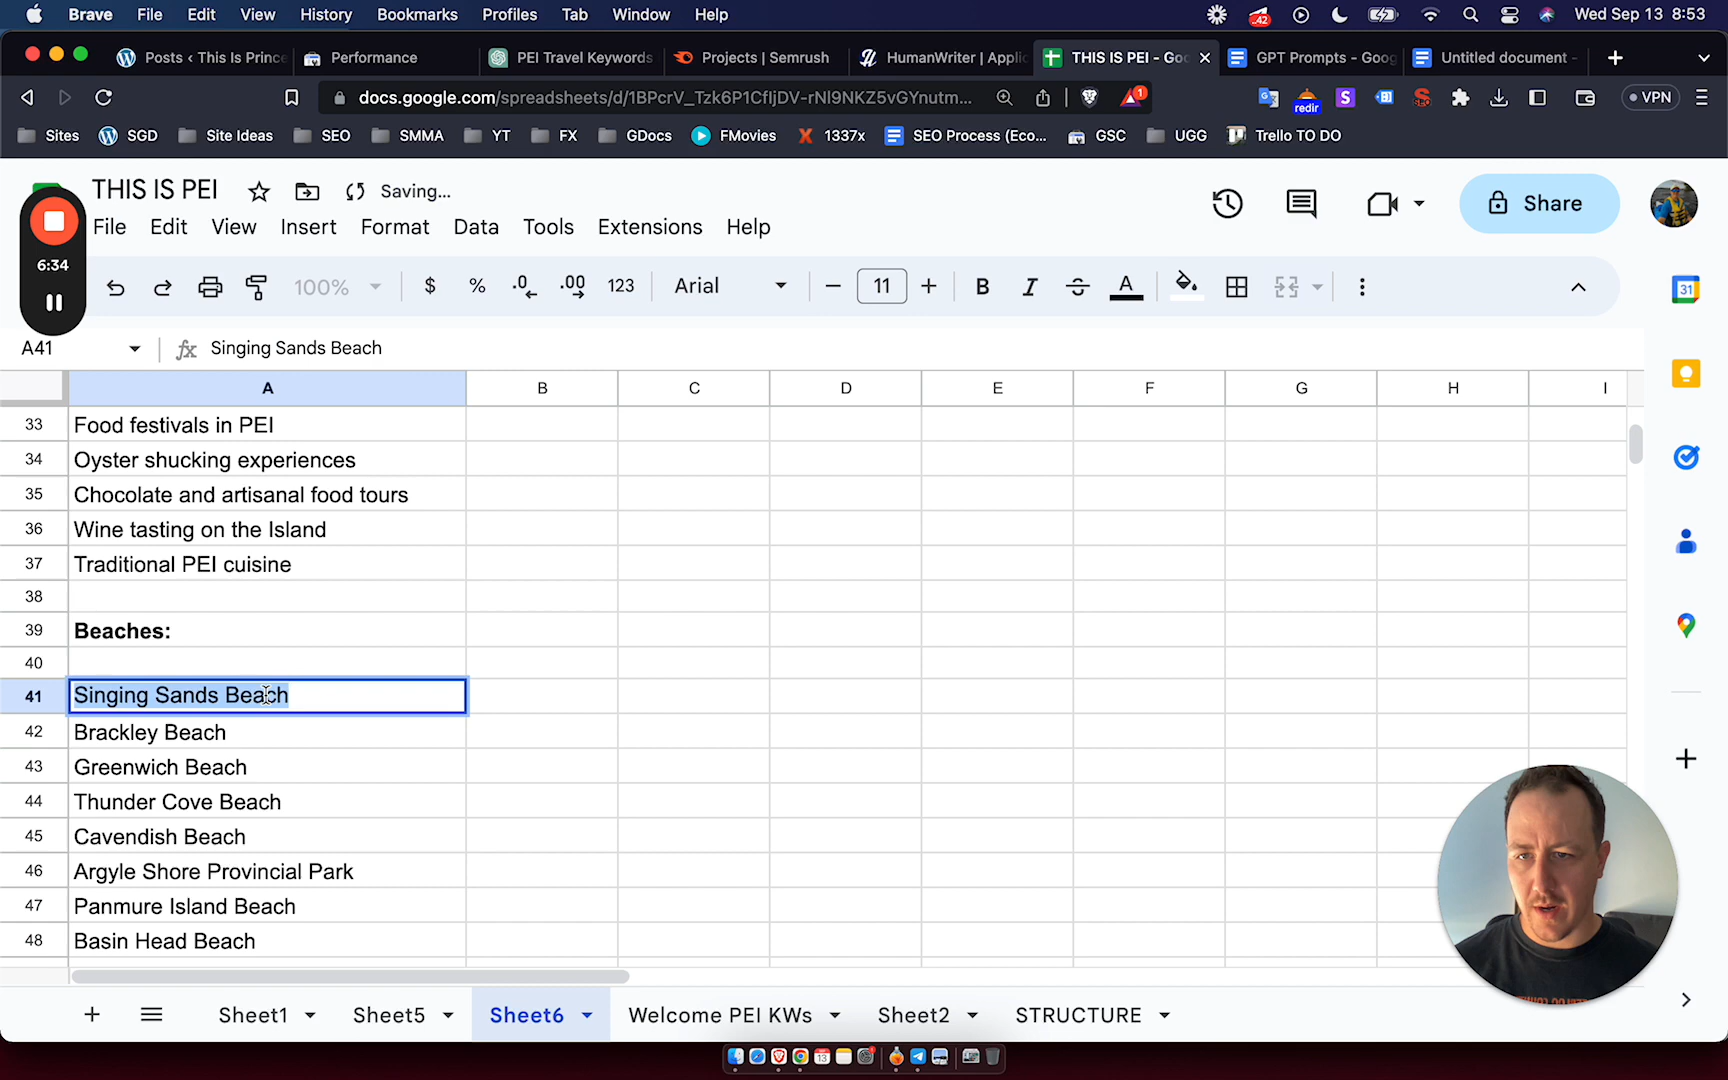 Brave File Edit View History Bookmarks Profiles Tab Window Help .42 Wed Sep 13 8:53
Posts ‹ This Is Prince Performance PEI Travel Keywords Projects | Semrush HumanWriter | Applic THIS IS PEI - Goo GPT Prompts - Goog Untitled document -
docs.google.com/spreadsheets/d/1BPcrV_Tzk6P1CfIjDV-rNl9NKZ5vGYnutm... 1 redir VPN
Sites SGD Site Ideas SEO SMMA YT FX GDocs FMovies 1337x SEO Process (Eco... GSC UGG Trello TO DO
THIS IS PEI Saving...
Share
File Edit View Insert Format Data Tools Extensions Help
6:34
100% $ % .0 .00 123 Arial 11 B I S A
31
A41 fx Singing Sands Beach
A B C D E F G H I
33 Food festivals in PEI
34 Oyster shucking experiences
35 Chocolate and artisanal food tours
36 Wine tasting on the Island
37 Traditional PEI cuisine
38
39 Beaches:
40
41 Singing Sands Beach
42 Brackley Beach
43 Greenwich Beach
44 Thunder Cove Beach
45 Cavendish Beach
46 Argyle Shore Provincial Park
47 Panmure Island Beach
48 Basin Head Beach
Sheet1 Sheet5 Sheet6 Welcome PEI KWs Sheet2 STRUCTURE